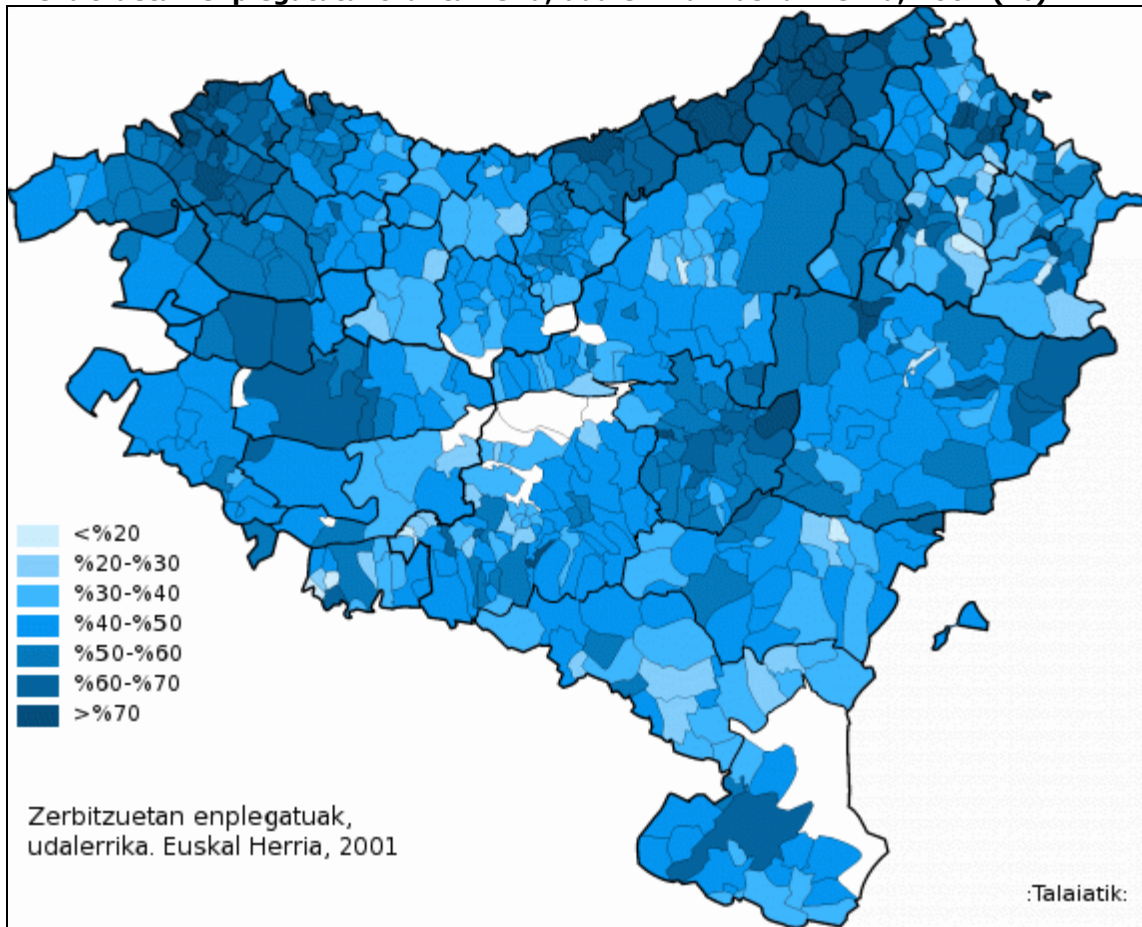 <%20
%20-%30
%30-%40
%40-%50
%50-%60
%60-%70
>%70
Zerbitzuetan enplegatuak,
udalerrika. Euskal Herria, 2001
:Talaiatik: